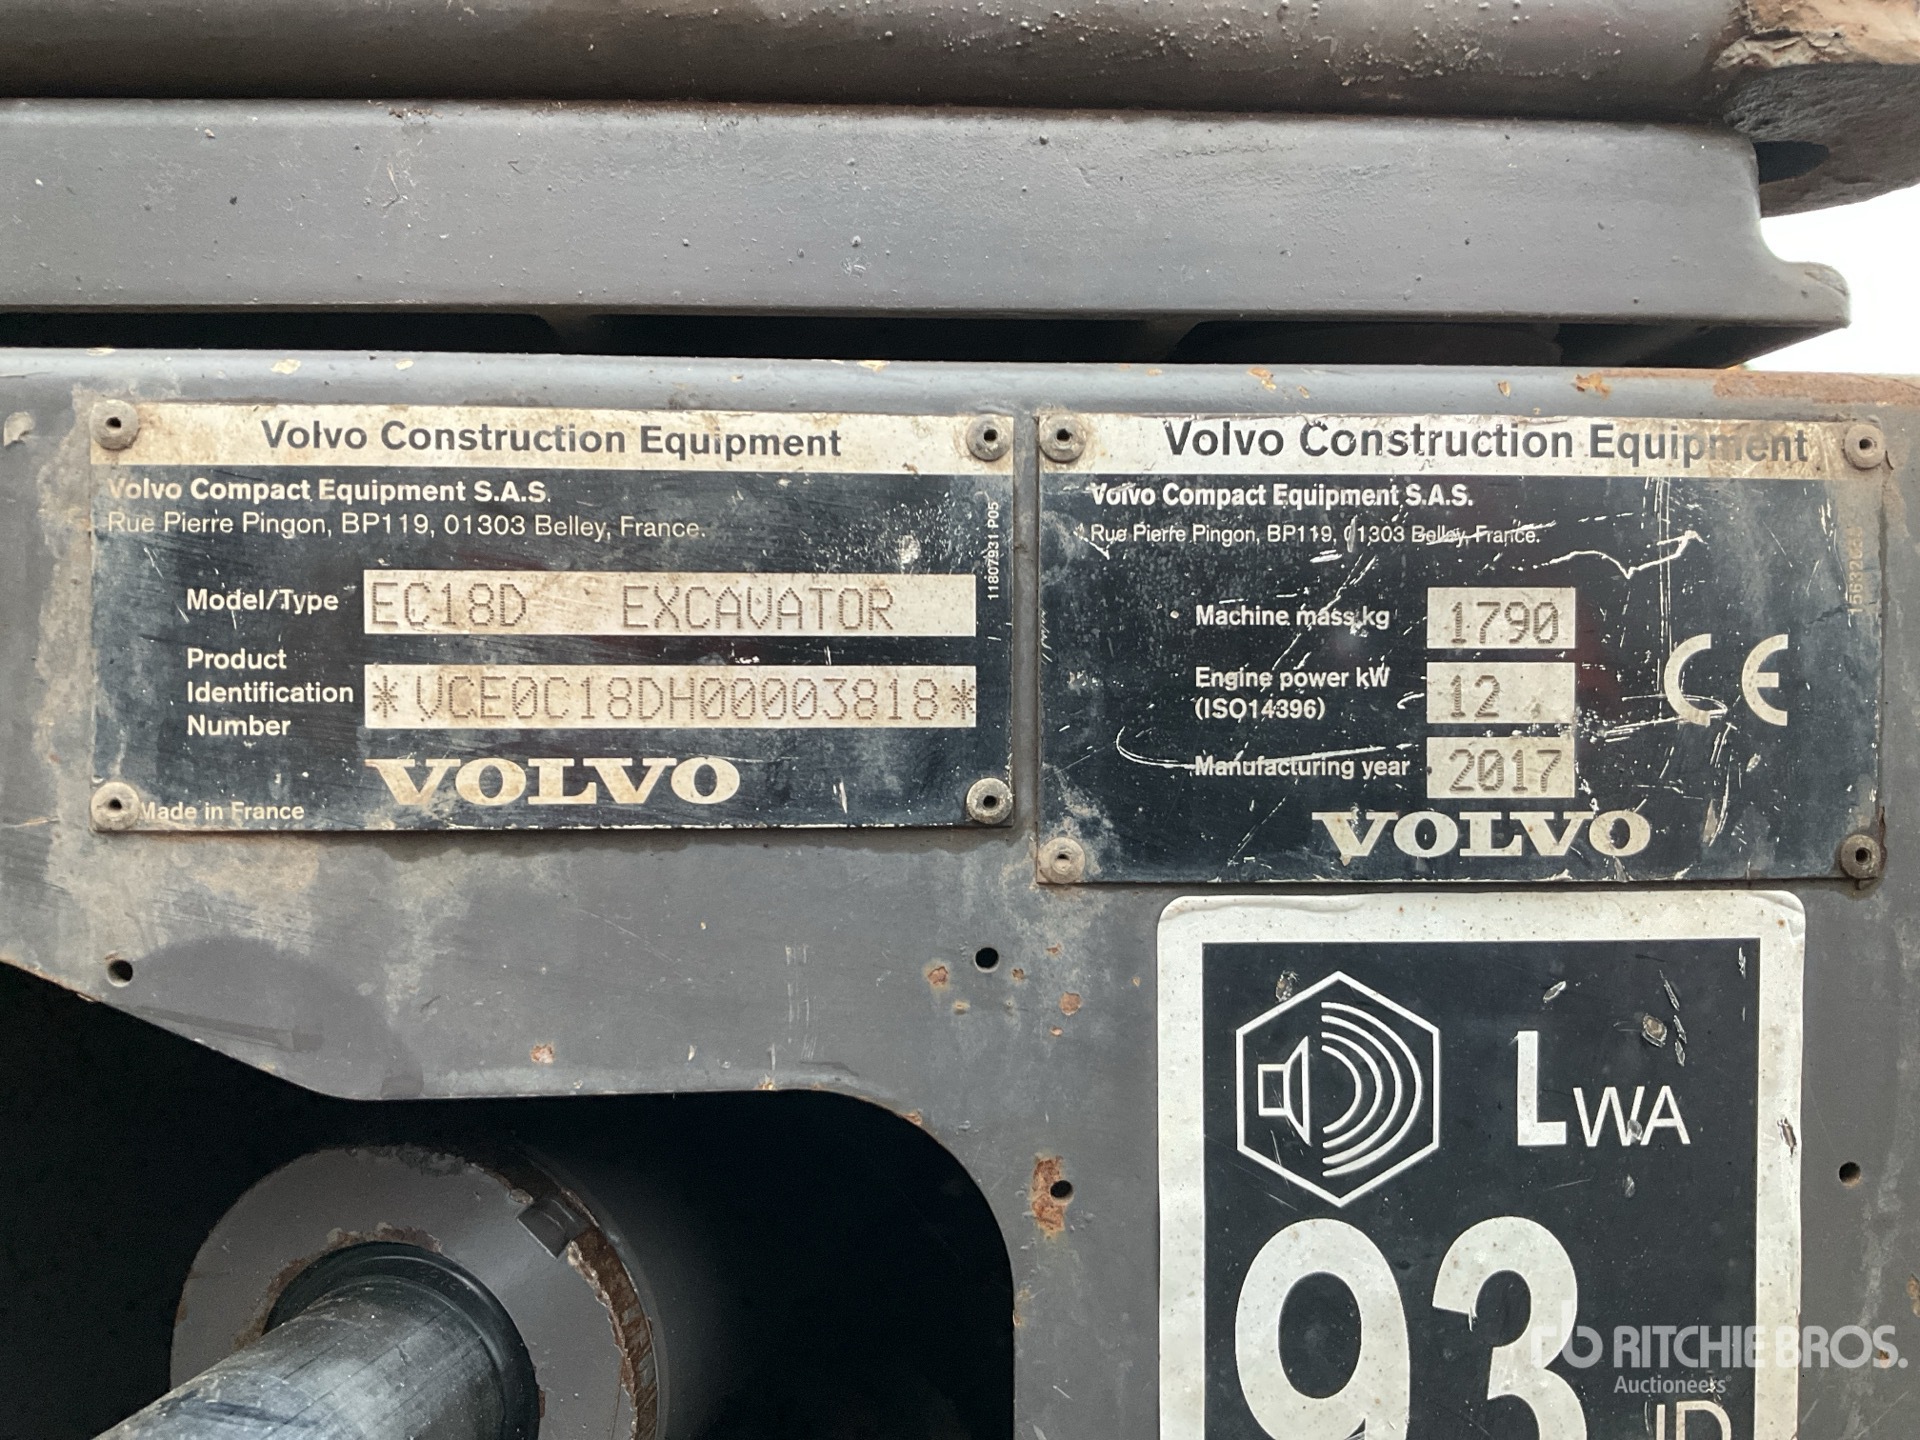 Volvo Construction Equipment
Volvo Compact Equipment S.A.S.
Rue Pierre Pingon, BP119, 01303 Belley, France.
Model/Type EC18D EXCAVATOR
Product
Identification
Number
*VCE0C18DH00003818*
VOLVO
Made in France
11807931 P05
Volvo Construction Equipment
Volvo Compact Equipment S.A.S.
Rue Pierre Pingon, BP119, 01303 Belley, France.
Machine mass kg 1790
Engine power kW
(ISO14396)
12
Manufacturing year 2017
CE
VOLVO
LWA
93
rb RITCHIE BROS.
Auctioneers